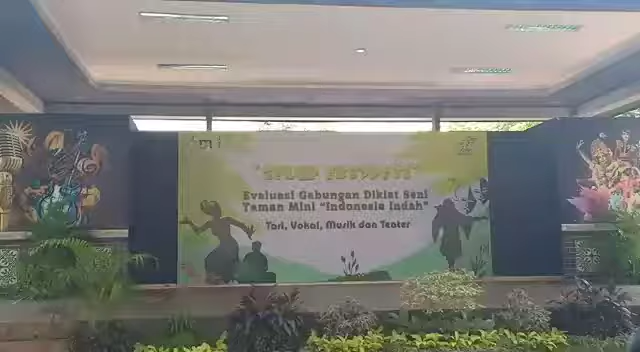 Evaluasi Gabungan Diklat Seni
Taman Mini "Indonesia Indah"
Tari, Vokal, Musik dan Teater